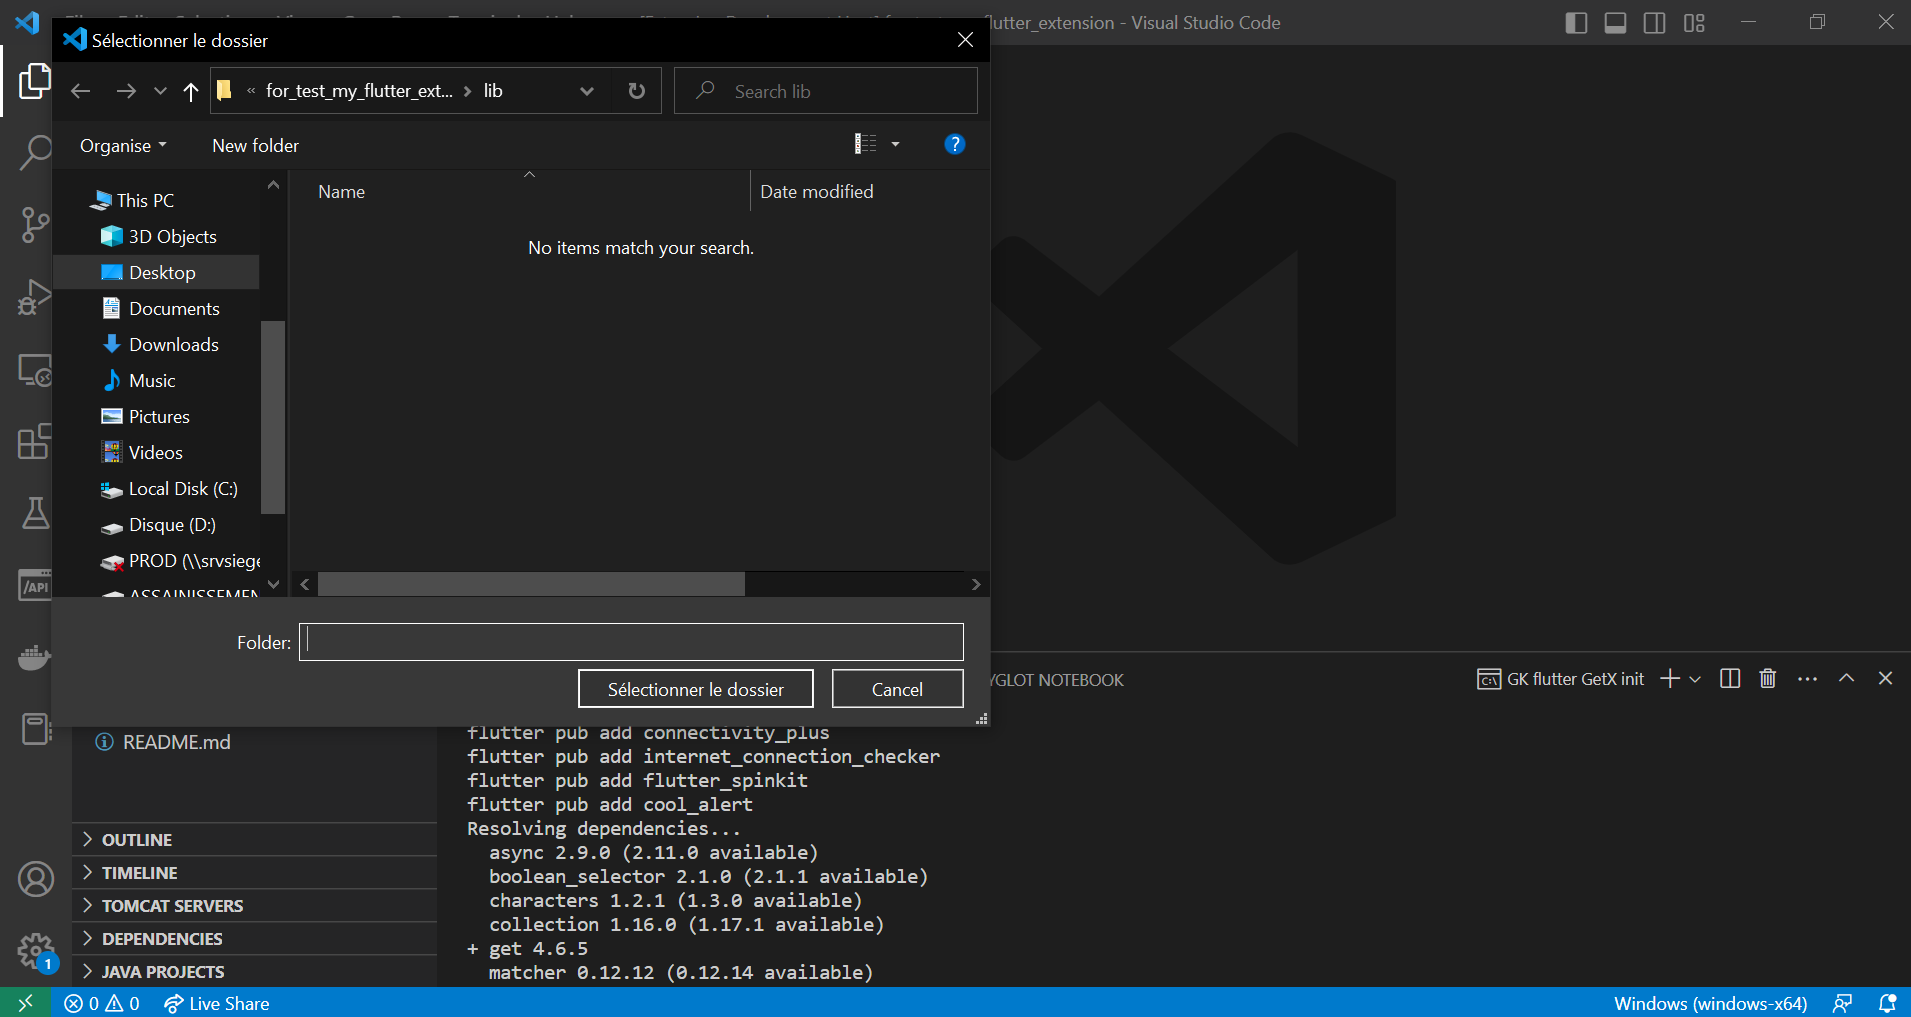 flutter_extension - Visual Studio Code
Sélectionner le dossier
« for_test_my_flutter_ext... > lib
Search lib
Organise
New folder
?
Name
Date modified
No items match your search.
This PC
3D Objects
Desktop
Documents
Downloads
Music
Pictures
Videos
Local Disk (C:)
Disque (D:)
PROD (\\srvsiege
ASSAINISSEMEN
/API
Folder:
Sélectionner le dossier
Cancel
YGLOT NOTEBOOK
GK flutter GetX init
README.md
OUTLINE
TIMELINE
TOMCAT SERVERS
DEPENDENCIES
JAVA PROJECTS
flutter pub add connectivity_plus
flutter pub add internet_connection_checker
flutter pub add flutter_spinkit
flutter pub add cool_alert
Resolving dependencies...
async 2.9.0 (2.11.0 available)
boolean_selector 2.1.0 (2.1.1 available)
characters 1.2.1 (1.3.0 available)
collection 1.16.0 (1.17.1 available)
+ get 4.6.5
matcher 0.12.12 (0.12.14 available)
1
0 0
Live Share
Windows (windows-x64)